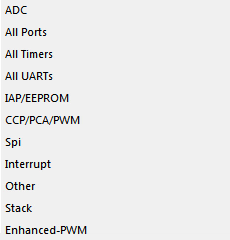 ADC
All Ports
All Timers
All UARTs
IAP/EEPROM
CCP/PCA/PWM
Spi
Interrupt
Other
Stack
Enhanced-PWM